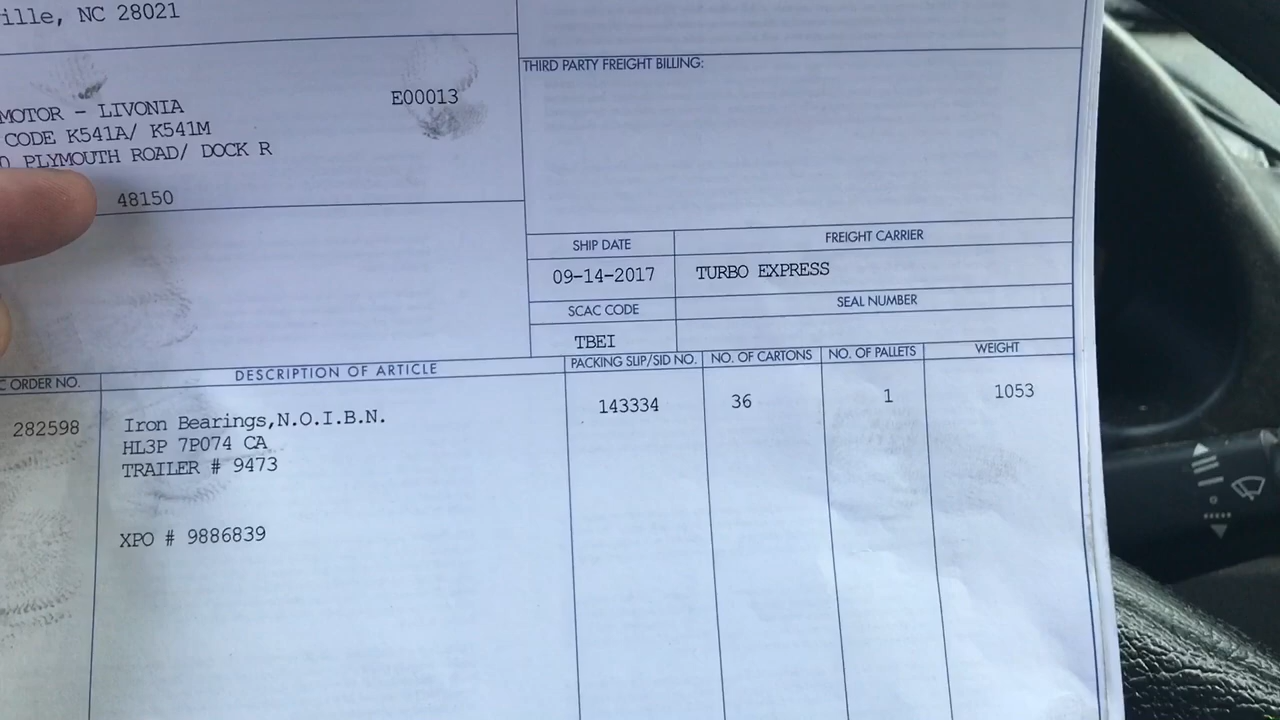 ille, NC 28021
THIRD PARTY FREIGHT BILLING:
MOTOR - LIVONIA E00013
CODE K541A/ K541M
PLYMOUTH ROAD/ DOCK R
48150
SHIP DATE FREIGHT CARRIER
09-14-2017 TURBO EXPRESS
SCAC CODE SEAL NUMBER
TBEI
C ORDER NO. DESCRIPTION OF ARTICLE PACKING SLIP/SID NO. NO. OF CARTONS NO. OF PALLETS WEIGHT
282598 Iron Bearings,N.O.I.B.N. 143334 36 1 1053
HL3P 7P074 CA
TRAILER # 9473
XPO # 9886839